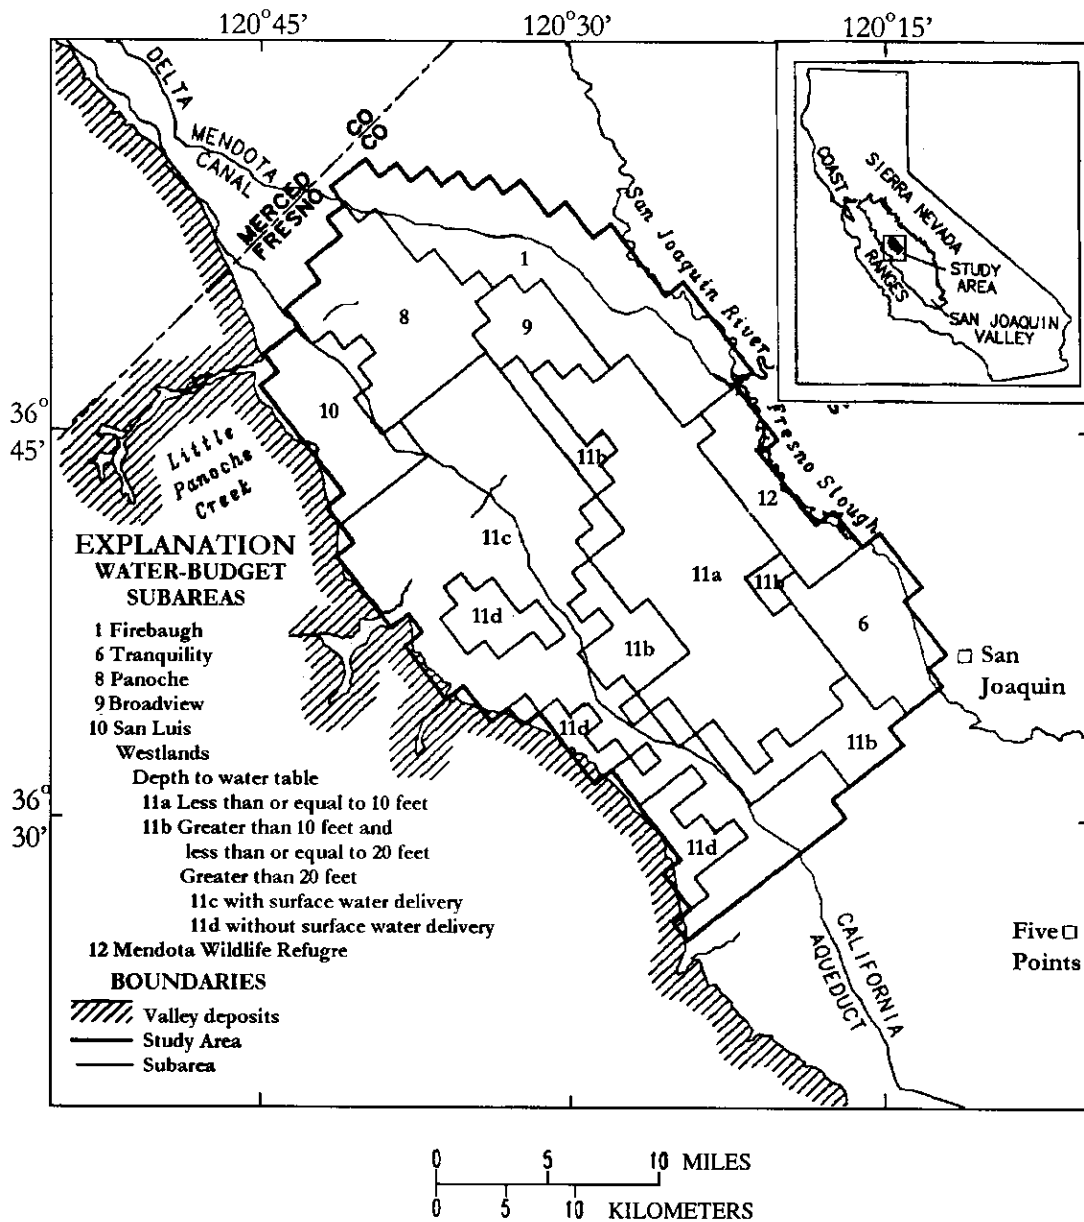 120°45'
120°30'
120°15'
DELTA
MENDOTA
CANAL
CO
CO
MERCED
FRESNO
San Joaquin River
COAST
RANGES
SIERRA NEVADA
STUDY
AREA
SAN JOAQUIN
VALLEY
1
8
9
10
36°
45'
36°
30'
Little
Panoche
Creek
Fresno Slough
11b
12
11c
11a
11b
11d
6
11b
11d
11b
11d
San
Joaquin
Five
Points
CALIFORNIA
AQUEDUCT
EXPLANATION
WATER-BUDGET
SUBAREAS
1 Firebaugh
6 Tranquility
8 Panoche
9 Broadview
10 San Luis
Westlands
Depth to water table
11a Less than or equal to 10 feet
11b Greater than 10 feet and
less than or equal to 20 feet
Greater than 20 feet
11c with surface water delivery
11d without surface water delivery
12 Mendota Wildlife Refugre
BOUNDARIES
Valley deposits
Study Area
Subarea
0 5 10 MILES
0 5 10 KILOMETERS